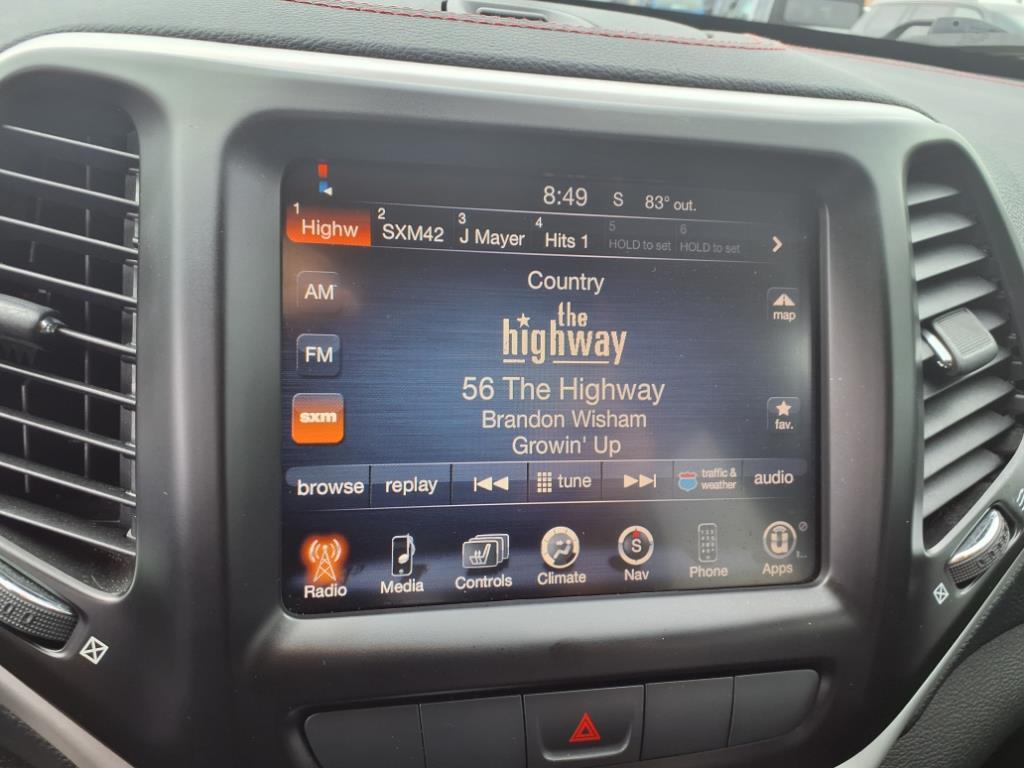 8:49 S 83° out.
1 Highw 2 SXM42 3 J Mayer 4 Hits 1 5 HOLD to set 6 HOLD to set
Country
AM
the
highway
map
FM
56 The Highway
sxm
Brandon Wisham
fav.
Growin' Up
browse replay tune traffic & weather audio
S
Radio Media Controls Climate Nav Phone Apps